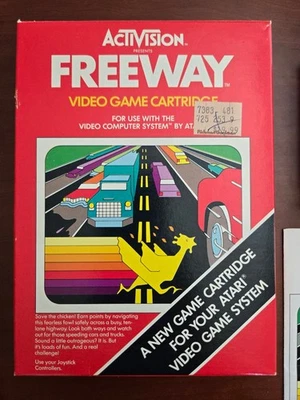 ACTIVISION™
PRESENTS
FREEWAY™
VIDEO GAME CARTRIDGE
FOR USE WITH THE
VIDEO COMPUTER SYSTEM™ BY
Save the chicken! Earn points by navigating
this fearless fowl safely across a busy, ten-
lane highway. Look both ways and watch
out for those speeding cars and trucks.
Sound a little outrageous? It is. But
it's loads of fun. And a real
challenge!
Use your Joystick
Controllers.
A NEW GAME CARTRIDGE
FOR YOUR ATARI®
VIDEO GAME SYSTEM